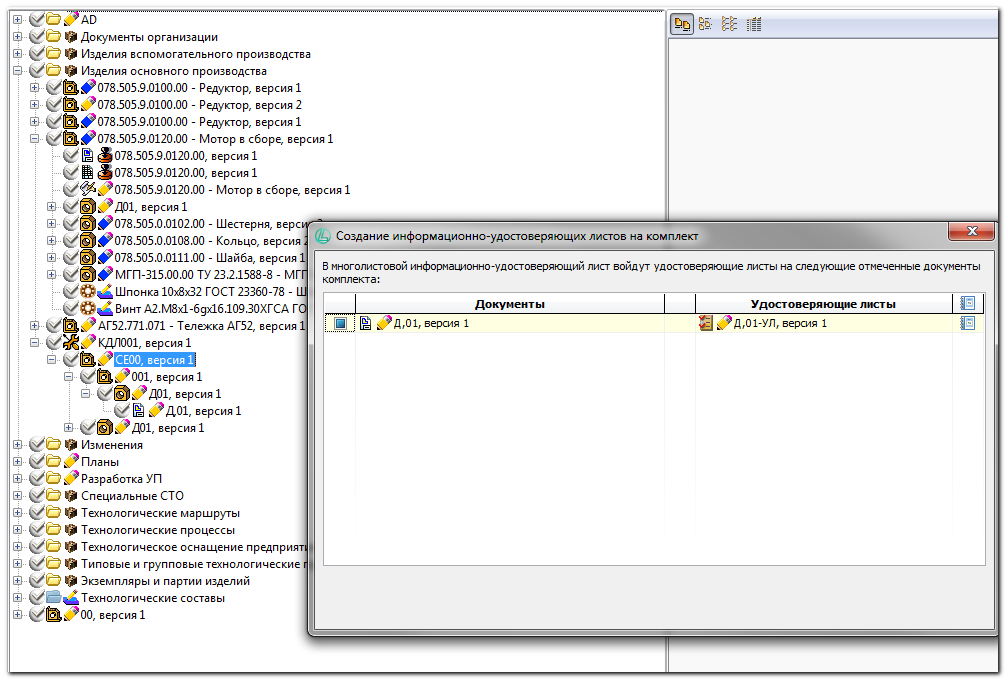 AD
Документы организации
Изделия вспомогательного производства
Изделия основного производства
078.505.9.0100.00 - Редуктор, версия 1
078.505.9.0100.00 - Редуктор, версия 2
078.505.9.0100.00 - Редуктор, версия 1
078.505.9.0120.00 - Мотор в сборе, версия 1
078.505.9.0120.00, версия 1
078.505.9.0120.00, версия 1
078.505.9.0120.00 - Мотор в сборе, версия 1
Д01, версия 1
078.505.0.0102.00 - Шестерня,
078.505.0.0108.00 - Кольцо, версия
078.505.0.0111.00 - Шайба,
МГП-315.00.00 ТУ 23.2.1588-8 - МГП
Шпонка 10x8x32 ГОСТ 23360-78 - Ш
Винт А2.М8x1-6gx16.109.30ХГСА ГО
АГ52.771.071 - Тележка АГ52, версия 1
КДЛ001, версия 1
СЕ00, версия 1
001, версия 1
Д01, версия 1
Д,01, версия 1
Д01, версия 1
Изменения
Планы
Разработка УП
Специальные СТО
Технологические маршруты
Технологические процессы
Технологическое оснащение предприяти
Типовые и групповые технологические
Экземпляры и партии изделий
Технологические составы
00, версия 1
Создание информационно-удостоверяющих листов на комплект
В многолистовой информационно-удостоверяющий лист войдут удостоверяющие листы на следующие отмеченные документы
комплекта:
Документы Удостоверяющие листы
Д,01, версия 1 Д,01-УЛ, версия 1